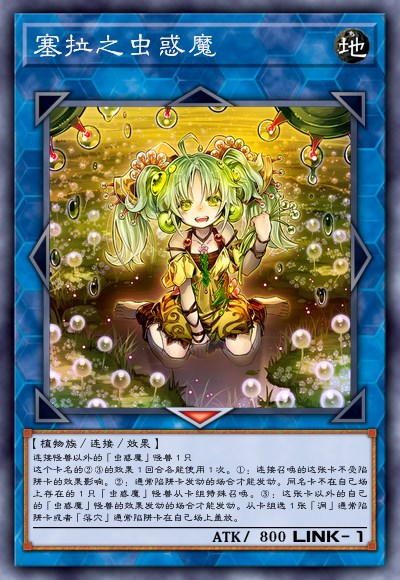 塞拉之虫惑魔
地
【植物族／连接／效果】
连接怪兽以外的「虫惑魔」怪兽1只
这个卡名的②③的效果1回合各能使用1次。①：连接召唤的这张卡不受陷
阱卡的效果影响。②：通常陷阱卡发动的场合才能发动。同名卡不在自己场
上存在的1只「虫惑魔」怪兽从卡组特殊召唤。③：这张卡以外的自己
的「虫惑魔」怪兽的效果发动的场合才能发动。从卡组选1张「洞」通常陷
阱卡或者「落穴」通常陷阱卡在自己场上盖放。
ATK/ 800 LINK-1